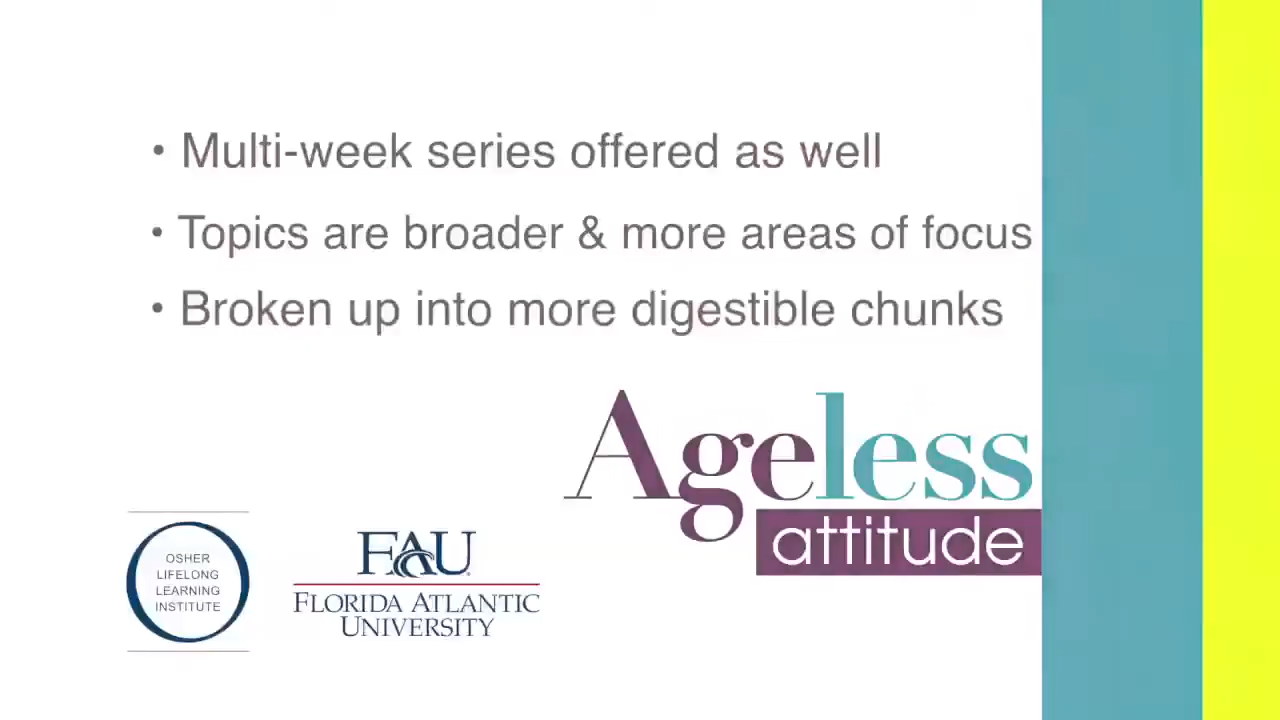 • Multi-week series offered as well
• Topics are broader & more areas of focus
• Broken up into more digestible chunks
Ageless
attitude
OSHER
LIFELONG
LEARNING
INSTITUTE
FAU
FLORIDA ATLANTIC
UNIVERSITY